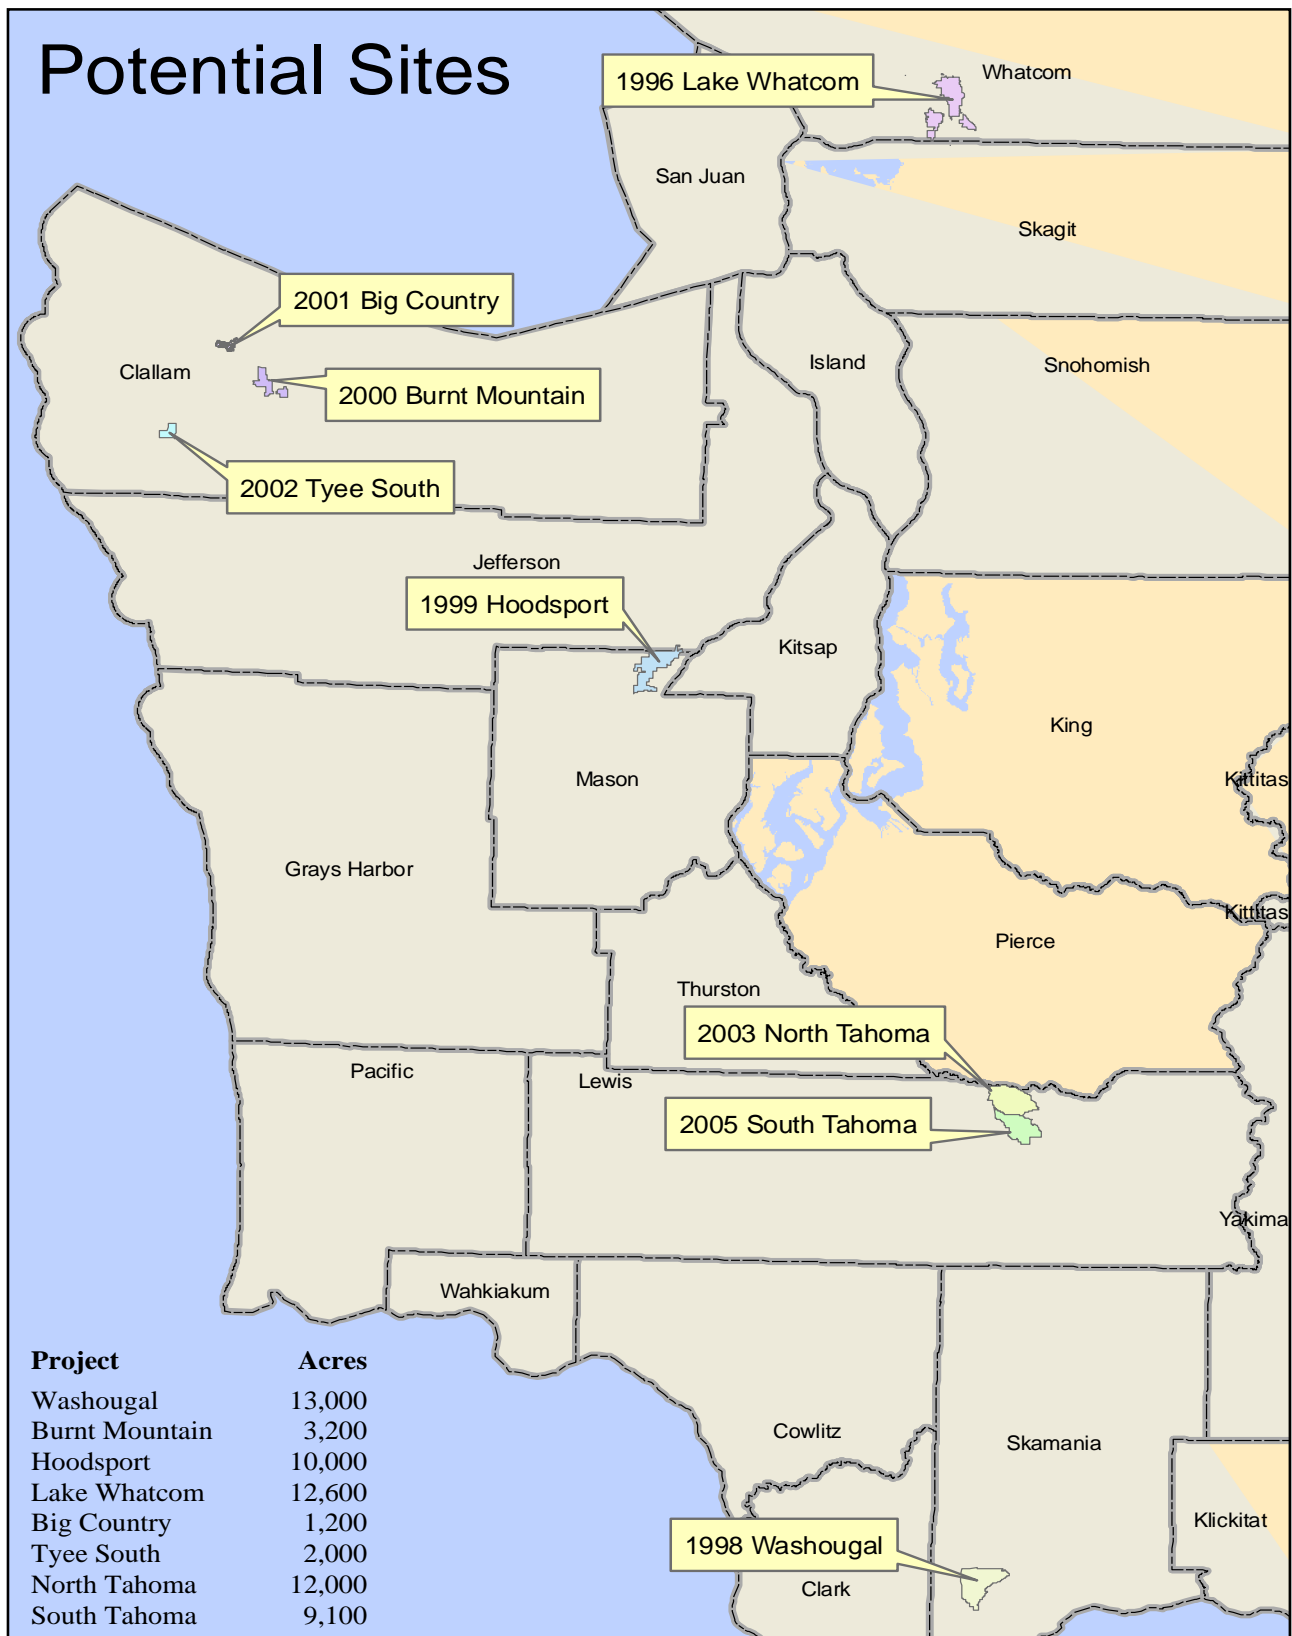 Potential Sites
1996 Lake Whatcom
Whatcom
San Juan
Skagit
2001 Big Country
Island
Snohomish
Clallam
2000 Burnt Mountain
2002 Tyee South
Jefferson
1999 Hoodsport
Kitsap
King
Mason
Kittitas
Grays Harbor
Kittitas
Pierce
Thurston
2003 North Tahoma
Pacific
Lewis
2005 South Tahoma
Yakima
Wahkiakum
Project Acres
Washougal 13,000
Burnt Mountain 3,200
Hoodsport 10,000
Lake Whatcom 12,600
Big Country 1,200
Tyee South 2,000
North Tahoma 12,000
South Tahoma 9,100
Cowlitz
Skamania
Klickitat
1998 Washougal
Clark